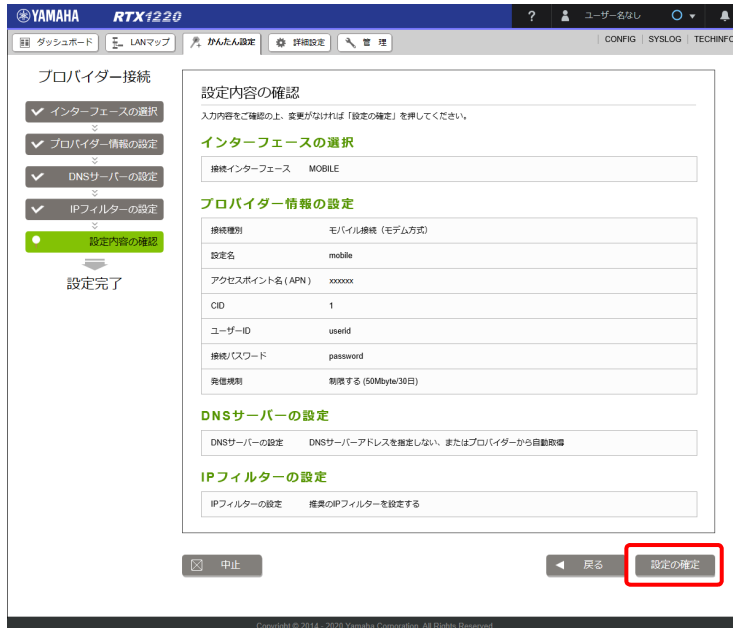 YAMAHA RTX1220 ? ユーザー名なし
ダッシュボード LANマップ かんたん設定 詳細設定 管理 CONFIG SYSLOG TECHINFO
プロバイダー接続
インターフェースの選択
プロバイダー情報の設定
DNSサーバーの設定
IPフィルターの設定
設定内容の確認
設定完了
設定内容の確認
入力内容をご確認の上、変更がなければ「設定の確定」を押してください。
インターフェースの選択
接続インターフェース MOBILE
プロバイダー情報の設定
接続種別 モバイル接続（モデム方式）
設定名 mobile
アクセスポイント名 ( APN ) xxxxxx
CID 1
ユーザーID userid
接続パスワード password
発信規制 制限する (50Mbyte/30日)
DNSサーバーの設定
DNSサーバーの設定 DNSサーバーアドレスを指定しない、またはプロバイダーから自動取得
IPフィルターの設定
IPフィルターの設定 推奨のIPフィルターを設定する
中止 戻る 設定の確定
Copyright © 2014 - 2020 Yamaha Corporation. All Rights Reserved.